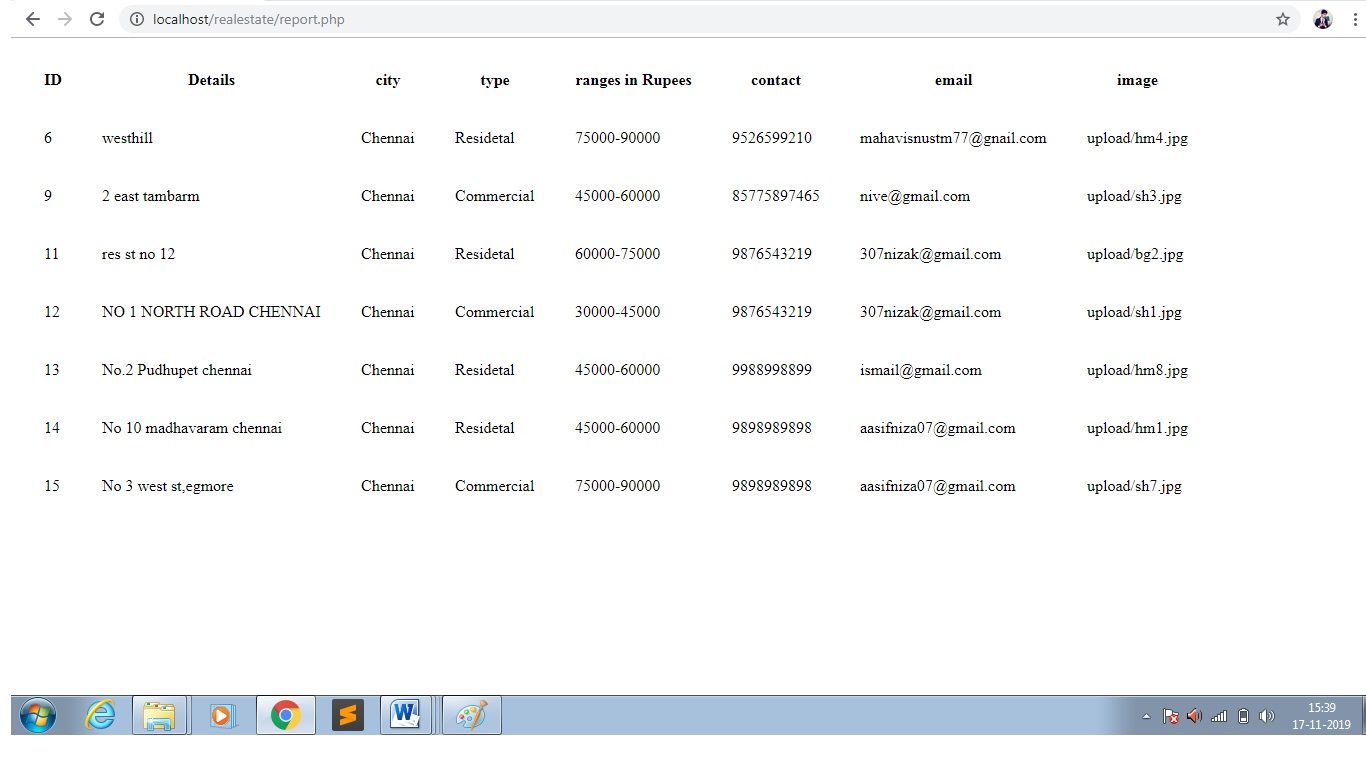 localhost/realestate/report.php
ID Details city type ranges in Rupees contact email image
6 westhill Chennai Residetal 75000-90000 9526599210 mahavisnustm77@gnail.com upload/hm4.jpg
9 2 east tambarm Chennai Commercial 45000-60000 85775897465 nive@gmail.com upload/sh3.jpg
11 res st no 12 Chennai Residetal 60000-75000 9876543219 307nizak@gmail.com upload/bg2.jpg
12 NO 1 NORTH ROAD CHENNAI Chennai Commercial 30000-45000 9876543219 307nizak@gmail.com upload/sh1.jpg
13 No.2 Pudhupet chennai Chennai Residetal 45000-60000 9988998899 ismail@gmail.com upload/hm8.jpg
14 No 10 madhavaram chennai Chennai Residetal 45000-60000 9898989898 aasifniza07@gmail.com upload/hm1.jpg
15 No 3 west st,egmore Chennai Commercial 75000-90000 9898989898 aasifniza07@gmail.com upload/sh7.jpg
15:39
17-11-2019